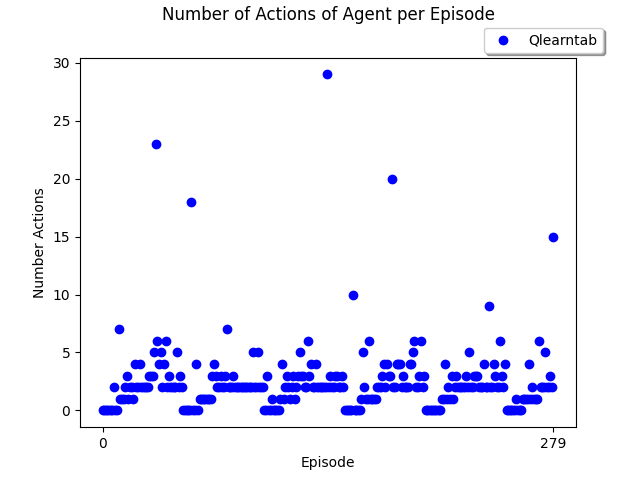 Number of Actions of Agent per Episode
Qlearntab
30
25
20
15
10
5
0
Number Actions
0
279
Episode